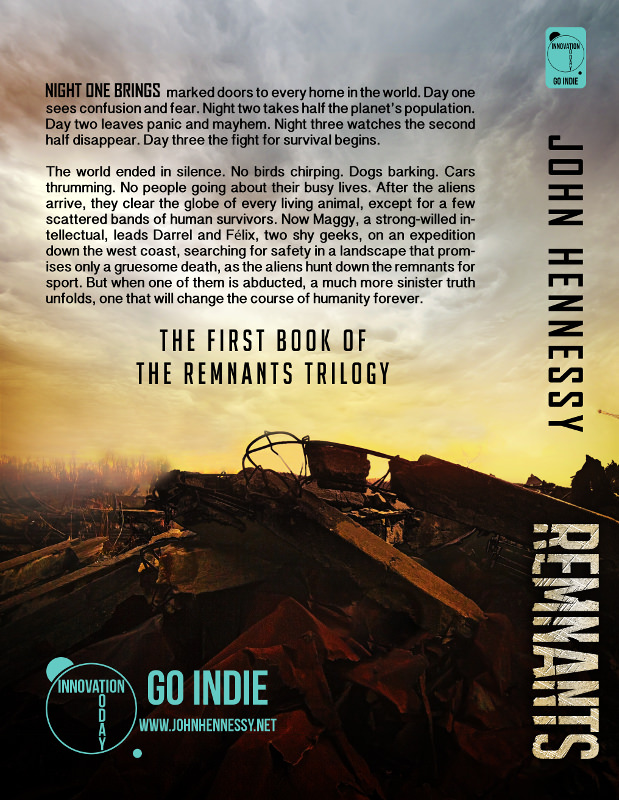 NIGHT ONE BRINGS marked doors to every home in the world. Day one
sees confusion and fear. Night two takes half the planet's population.
Day two leaves panic and mayhem. Night three watches the second
half disappear. Day three the fight for survival begins.
The world ended in silence. No birds chirping. Dogs barking. Cars
thrumming. No people going about their busy lives. After the aliens
arrive, they clear the globe of every living animal, except for a few
scattered bands of human survivors. Now Maggy, a strong-willed in-
tellectual, leads Darrel and Félix, two shy geeks, on an expedition
down the west coast, searching for safety in a landscape that prom-
ises only a gruesome death, as the aliens hunt down the remnants for
sport. But when one of them is abducted, a much more sinister truth
unfolds, one that will change the course of humanity forever.
THE FIRST BOOK OF
THE REMNANTS TRILOGY
INNOVATION
TODAY
GO INDIE
WWW.JOHNHENNESSY.NET
INNOVATION
TODAY
GO INDIE
JOHN HENNESSY
REMNANTS